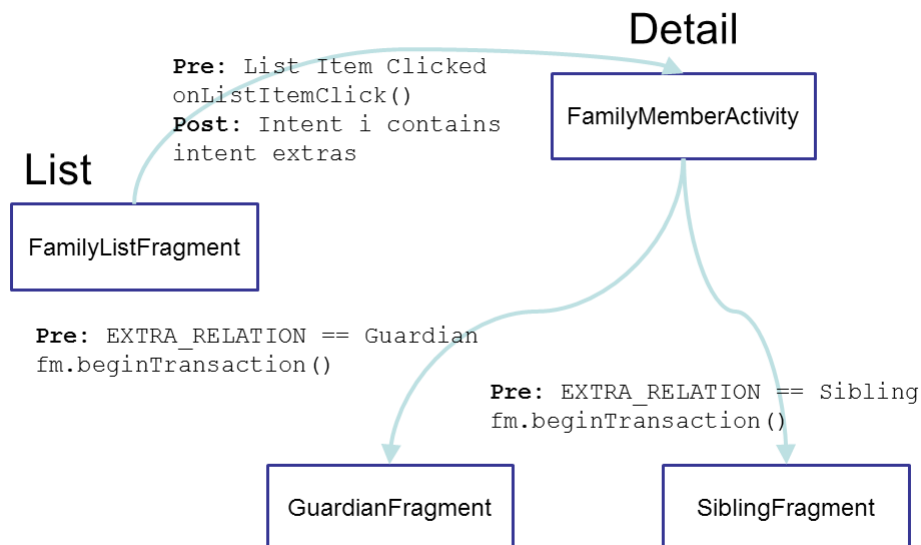 Detail
Pre: List Item Clicked
onListItemClick()
Post: Intent i contains
intent extras
FamilyMemberActivity
List
FamilyListFragment
Pre: EXTRA_RELATION == Guardian
fm.beginTransaction()
Pre: EXTRA_RELATION == Sibling
fm.beginTransaction()
GuardianFragment
SiblingFragment